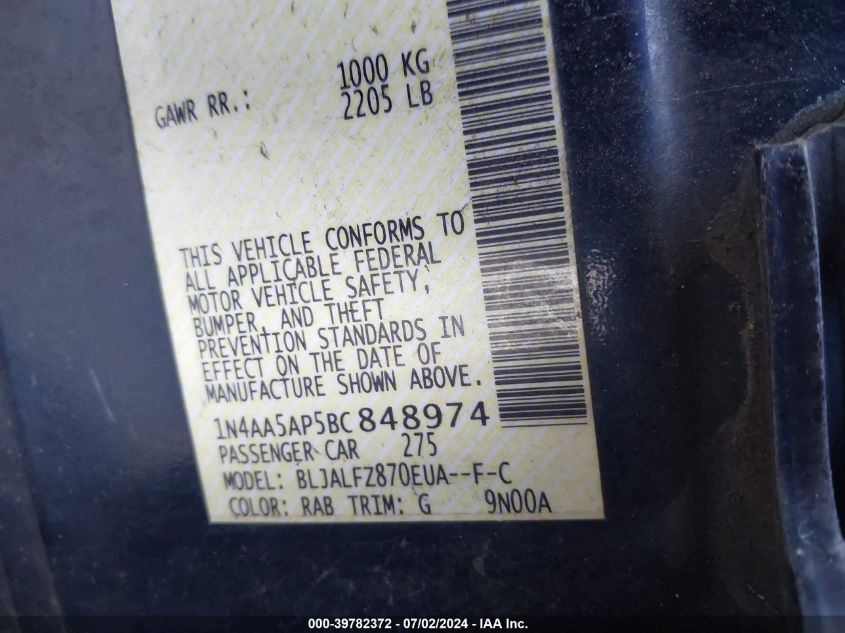 1000 KG
GAWR RR.: 2205 LB
THIS VEHICLE CONFORMS TO
ALL APPLICABLE FEDERAL
MOTOR VEHICLE SAFETY,
BUMPER, AND THEFT
PREVENTION STANDARDS IN
EFFECT ON THE DATE OF
MANUFACTURE SHOWN ABOVE.
1N4AA5AP5BC848974
PASSENGER CAR 275
MODEL: BLJALFZ870EUA--F-C
COLOR: RAB TRIM: G 9N00A
000-39782372 - 07/02/2024 - IAA Inc.